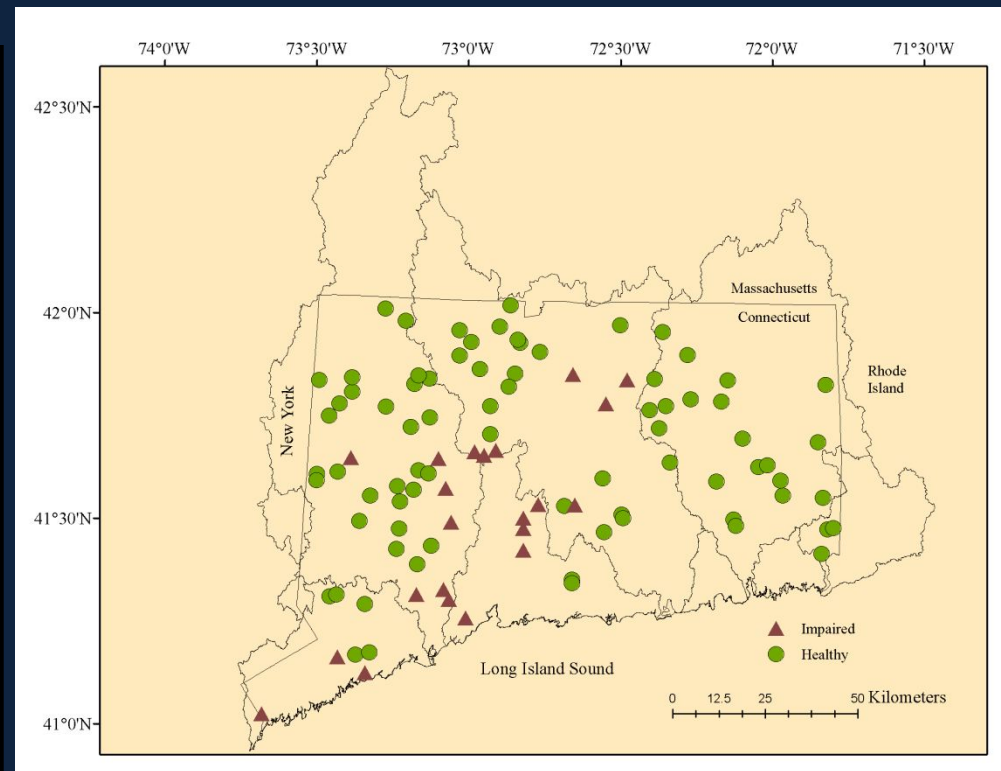 74°0'W 73°30'W 73°0'W 72°30'W 72°0'W 71°30'W
42°30'N
42°0'N
41°30'N
41°0'N
Massachusetts
Connecticut
Rhode
Island
New York
Impaired
Healthy
Long Island Sound
0 12.5 25 50 Kilometers